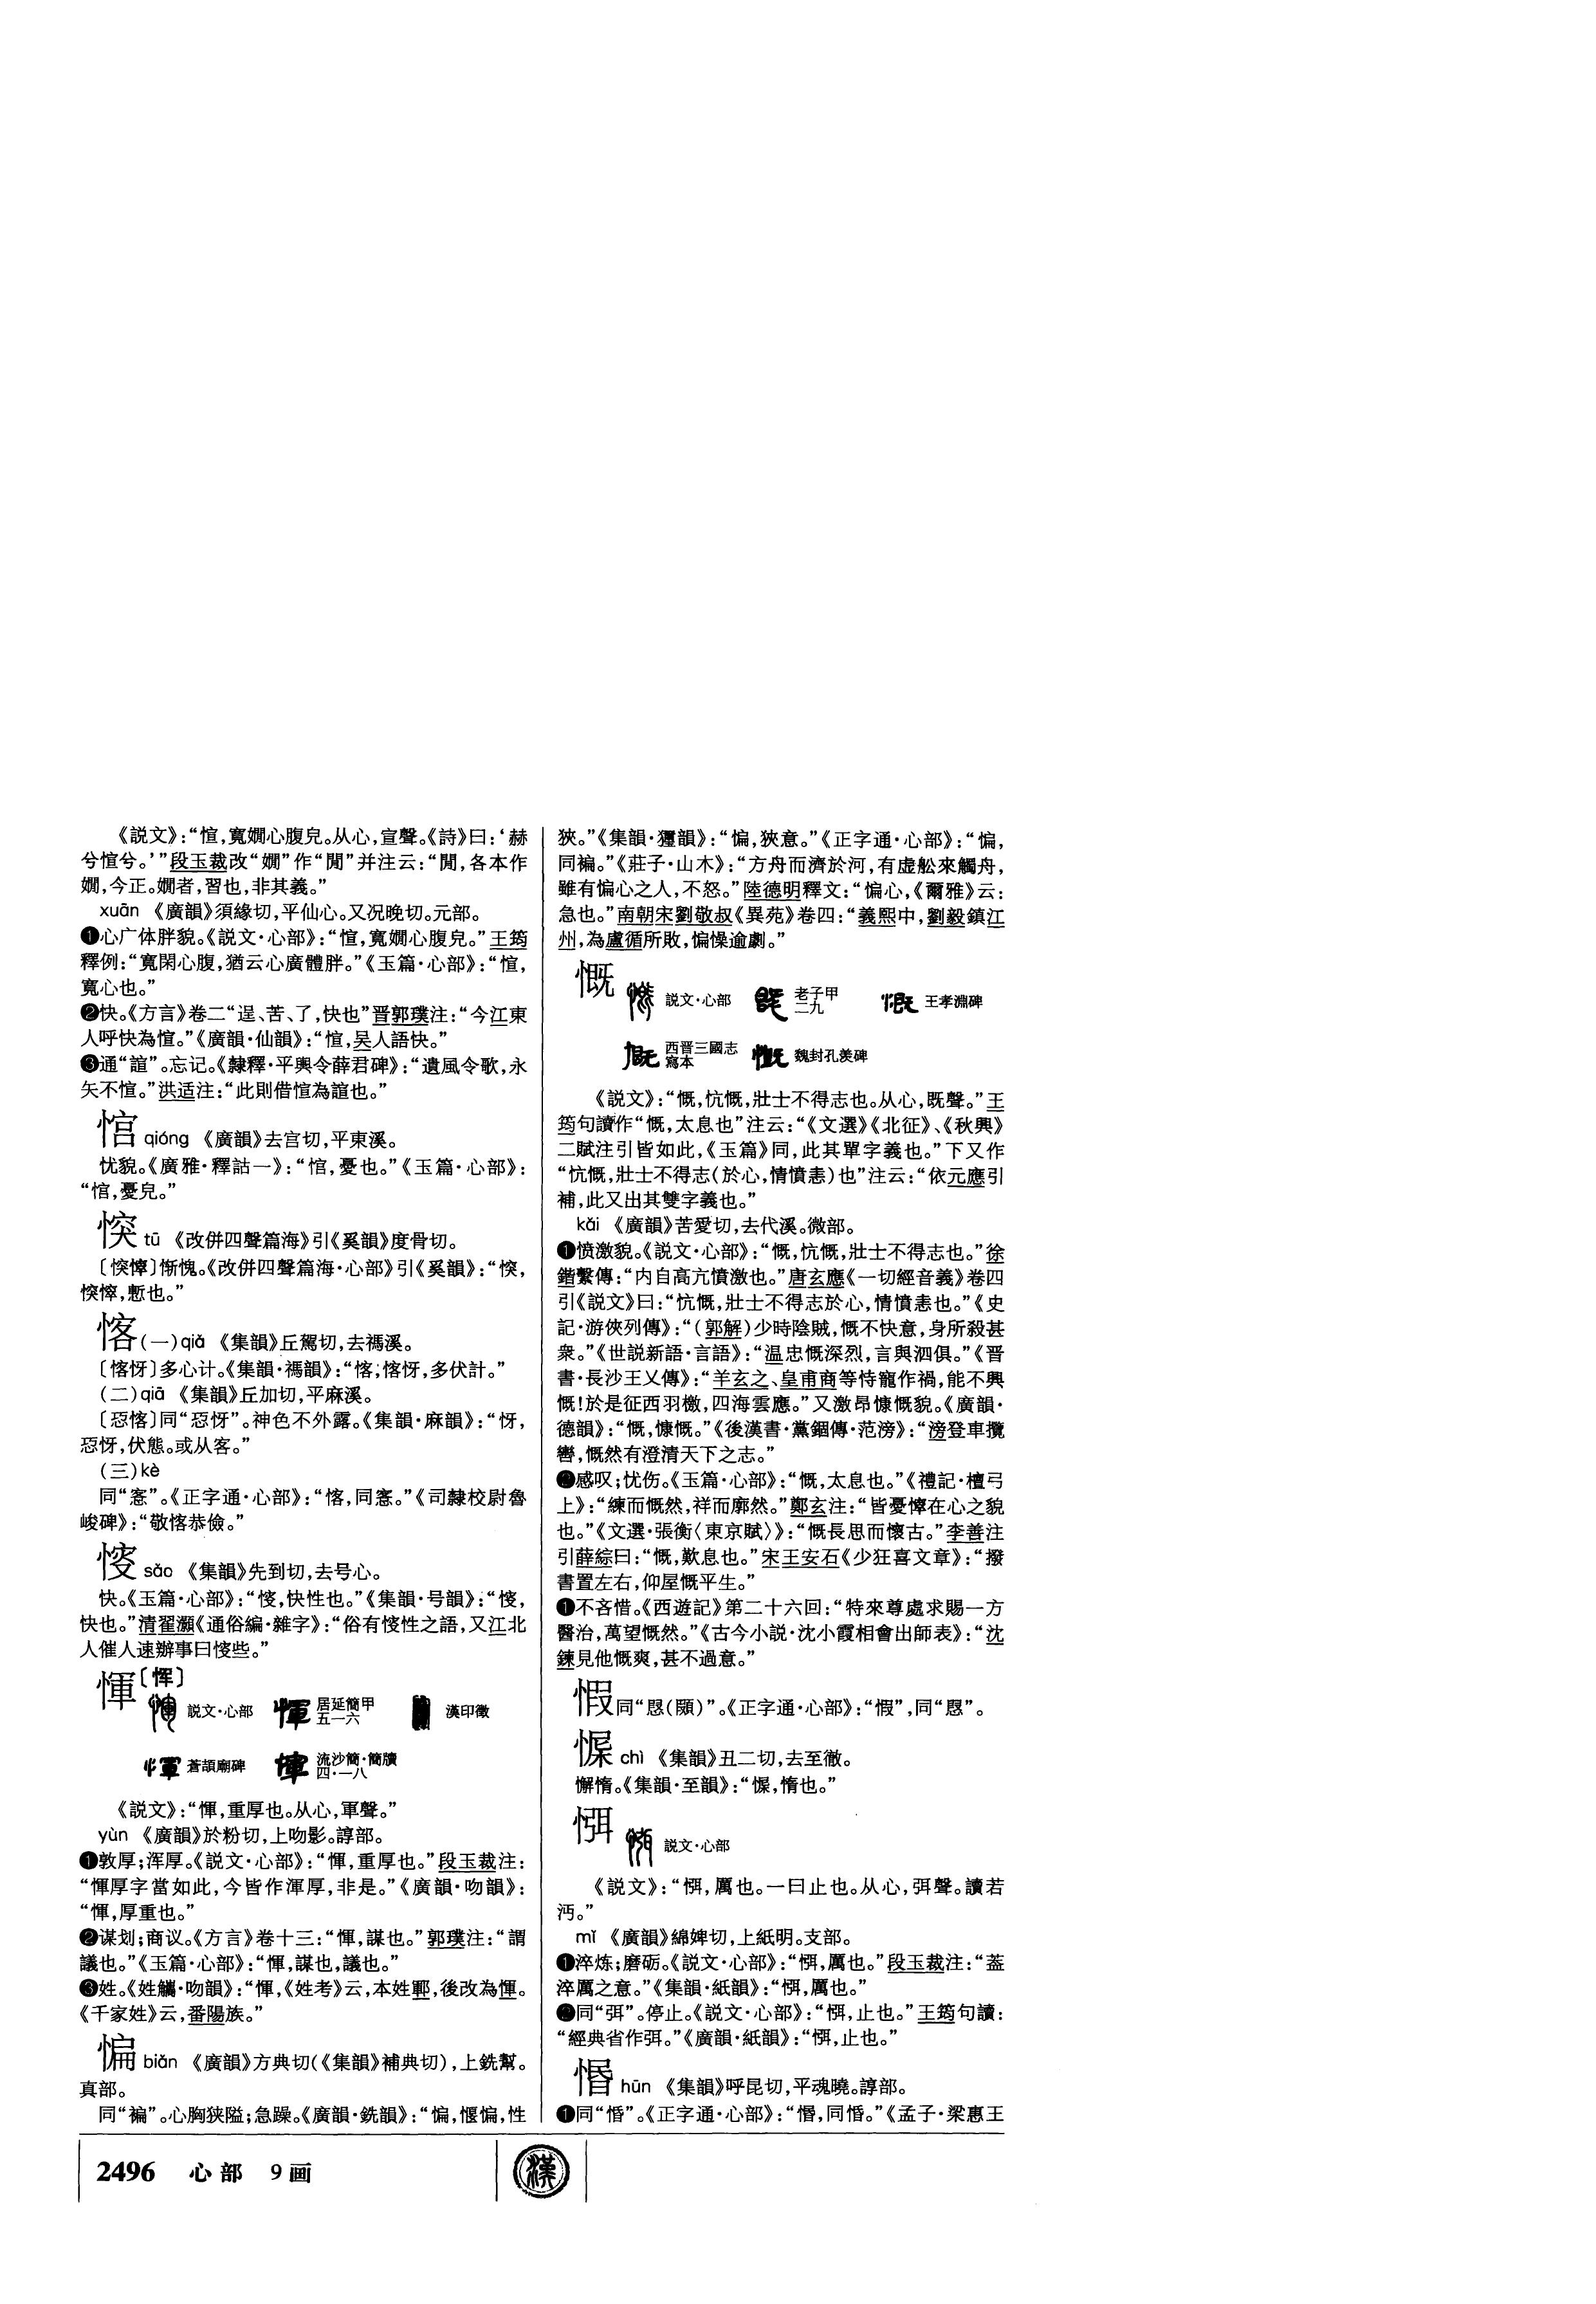 《説文》：“愃，寬嫺心腹皃。从心，宣聲。《詩》曰：‘赫
兮愃兮。’”段玉裁改“嫺”作“閒”并注云：“閒，各本作
嫺，今正。嫺者，習也，非其義。”
xuān 《廣韻》須緣切，平仙心。又况晚切。元部。
❶心广体胖貌。《説文·心部》：“愃，寬嫺心腹皃。”王筠
釋例：“寬閑心腹，猶云心廣體胖。”《玉篇·心部》：“愃，
寬心也。”
❷快。《方言》卷二“逞、苦、了，快也”晋郭璞注：“今江東
人呼快為愃。”《廣韻·仙韻》：“愃，吴人語快。”
❸通“諠”。忘记。《隸釋·平輿令薛君碑》：“遺風令歌，永
矢不愃。”洪适注：“此則借愃為諠也。”
悺 qióng 《廣韻》去宫切，平東溪。
忧貌。《廣雅·釋詁一》：“悺，憂也。”《玉篇·心部》：
“悺，憂皃。”
㥉 tū 《改併四聲篇海》引《奚韻》度骨切。
〔㥉悙〕惭愧。《改併四聲篇海·心部》引《奚韻》：“㥉，
㥉悙，慙也。”
愘(一)qiǎ 《集韻》丘駕切，去禡溪。
〔愘㤉〕多心计。《集韻·禡韻》：“愘，愘㤉，多伏計。”
(二)qiā 《集韻》丘加切，平麻溪。
〔㤟愘〕同“㤟㤉”。神色不外露。《集韻·麻韻》：“㤉，
㤟㤉，伏態。或从客。”
(三)kè
同“愙”。《正字通·心部》：“愘，同愙。”《司隸校尉魯
峻碑》：“敬愘恭儉。”
㥰 sǎo 《集韻》先到切，去号心。
快。《玉篇·心部》：“㥰，快性也。”《集韻·号韻》：“㥰，
快也。”清翟灝《通俗編·雜字》：“俗有㥰性之語，又江北
人催人速辦事曰㥰些。”
惲〔恽〕
説文·心部 居延簡甲五一六 漢印徵
蒼頡廟碑 流沙簡·簡牘四·一八
《説文》：“惲，重厚也。从心，軍聲。”
yùn 《廣韻》於粉切，上吻影。諄部。
❶敦厚；浑厚。《説文·心部》：“惲，重厚也。”段玉裁注：
“惲厚字當如此，今皆作渾厚，非是。”《廣韻·吻韻》：
“惲，厚重也。”
❷谋划；商议。《方言》卷十三：“惲，謀也。”郭璞注：“謂
議也。”《玉篇·心部》：“惲，謀也，議也。”
❸姓。《姓觿·吻韻》：“惲，《姓考》云，本姓鄆，後改為惲。
《千家姓》云，番陽族。”
惼 biǎn 《廣韻》方典切(《集韻》補典切)，上銑幫。
真部。
同“褊”。心胸狭隘；急躁。《廣韻·銑韻》：“惼，惬惼，性
狹。”《集韻·獮韻》：“惼，狹意。”《正字通·心部》：“惼，
同褊。”《莊子·山木》：“方舟而濟於河，有虚舩來觸舟，
雖有惼心之人，不怒。”陸德明釋文：“惼心，《爾雅》云：
急也。”南朝宋劉敬叔《異苑》卷四：“義熙中，劉毅鎮江
州，為盧循所敗，惼懆逾劇。”
慨
説文·心部 老子甲二九 王孝淵碑
西晋三國志寫本 魏封孔羨碑
《説文》：“慨，忼慨，壯士不得志也。从心，既聲。”王
筠句讀作“慨，太息也”注云：“《文選》《北征》、《秋興》
二賦注引皆如此，《玉篇》同，此其單字義也。”下又作
“忼慨，壯士不得志(於心，情憤恚)也”注云：“依元應引
補，此又出其雙字義也。”
kǎi 《廣韻》苦愛切，去代溪。微部。
❶愤激貌。《説文·心部》：“慨，忼慨，壯士不得志也。”徐
鍇繫傳：“内自高亢憤激也。”唐玄應《一切經音義》卷四
引《説文》曰：“忼慨，壯士不得志於心，情憤恚也。”《史
記·游俠列傳》：“(郭解)少時陰賊，慨不快意，身所殺甚
衆。”《世説新語·言語》：“温忠慨深烈，言與泗俱。”《晋
書·長沙王乂傳》：“羊玄之、皇甫商等恃寵作禍，能不興
慨！於是征西羽檄，四海雲應。”又激昂慷慨貌。《廣韻·
德韻》：“慨，慷慨。”《後漢書·黨錮傳·范滂》：“滂登車攬
轡，慨然有澄清天下之志。”
❷感叹；忧伤。《玉篇·心部》：“慨，太息也。”《禮記·檀弓
上》：“練而慨然，祥而廓然。”鄭玄注：“皆憂悼在心之貌
也。”《文選·張衡〈東京賦〉》：“慨長思而懷古。”李善注
引薛綜曰：“慨，歎息也。”宋王安石《少狂喜文章》：“撥
書置左右，仰屋慨平生。”
❶不吝惜。《西遊記》第二十六回：“特來尊處求賜一方
醫治，萬望慨然。”《古今小説·沈小霞相會出師表》：“沈
鍊見他慨爽，甚不過意。”
㥺 chì 《集韻》丑二切，去至徹。
懈惰。《集韻·至韻》：“㥺，惰也。”
説文·心部
《説文》：“㥝，厲也。一曰止也。从心，弭聲。讀若
沔。”
mǐ 《廣韻》綿婢切，上紙明。支部。
❶淬炼；磨砺。《説文·心部》：“㥝，厲也。”段玉裁注：“葢
淬厲之意。”《集韻·紙韻》：“㥝，厲也。”
❷同“弭”。停止。《説文·心部》：“㥝，止也。”王筠句讀：
“經典省作弭。”《廣韻·紙韻》：“㥝，止也。”
惽 hūn 《集韻》呼昆切，平魂曉。諄部。
❶同“惛”。《正字通·心部》：“惽，同惛。”《孟子·梁惠王
2496 心部 9画
漢